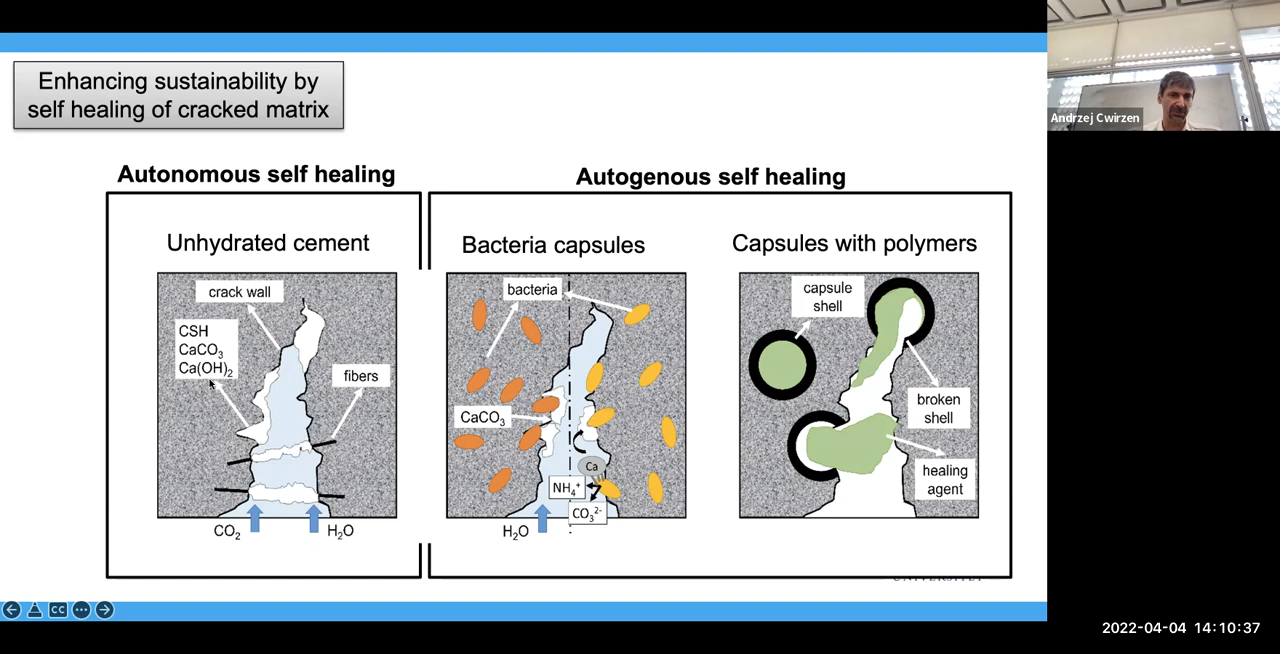 Enhancing sustainability by
self healing of cracked matrix
Andrzej Cwirzen
Autonomous self healing
Autogenous self healing
Unhydrated cement
Bacteria capsules
Capsules with polymers
crack wall
CSH
CaCO₃
Ca(OH)₂
fibers
CO₂
H₂O
bacteria
CaCO₃
Ca
NH₄⁺
CO₃²⁻
H₂O
capsule
shell
broken
shell
healing
agent
CC
2022-04-04 14:10:37